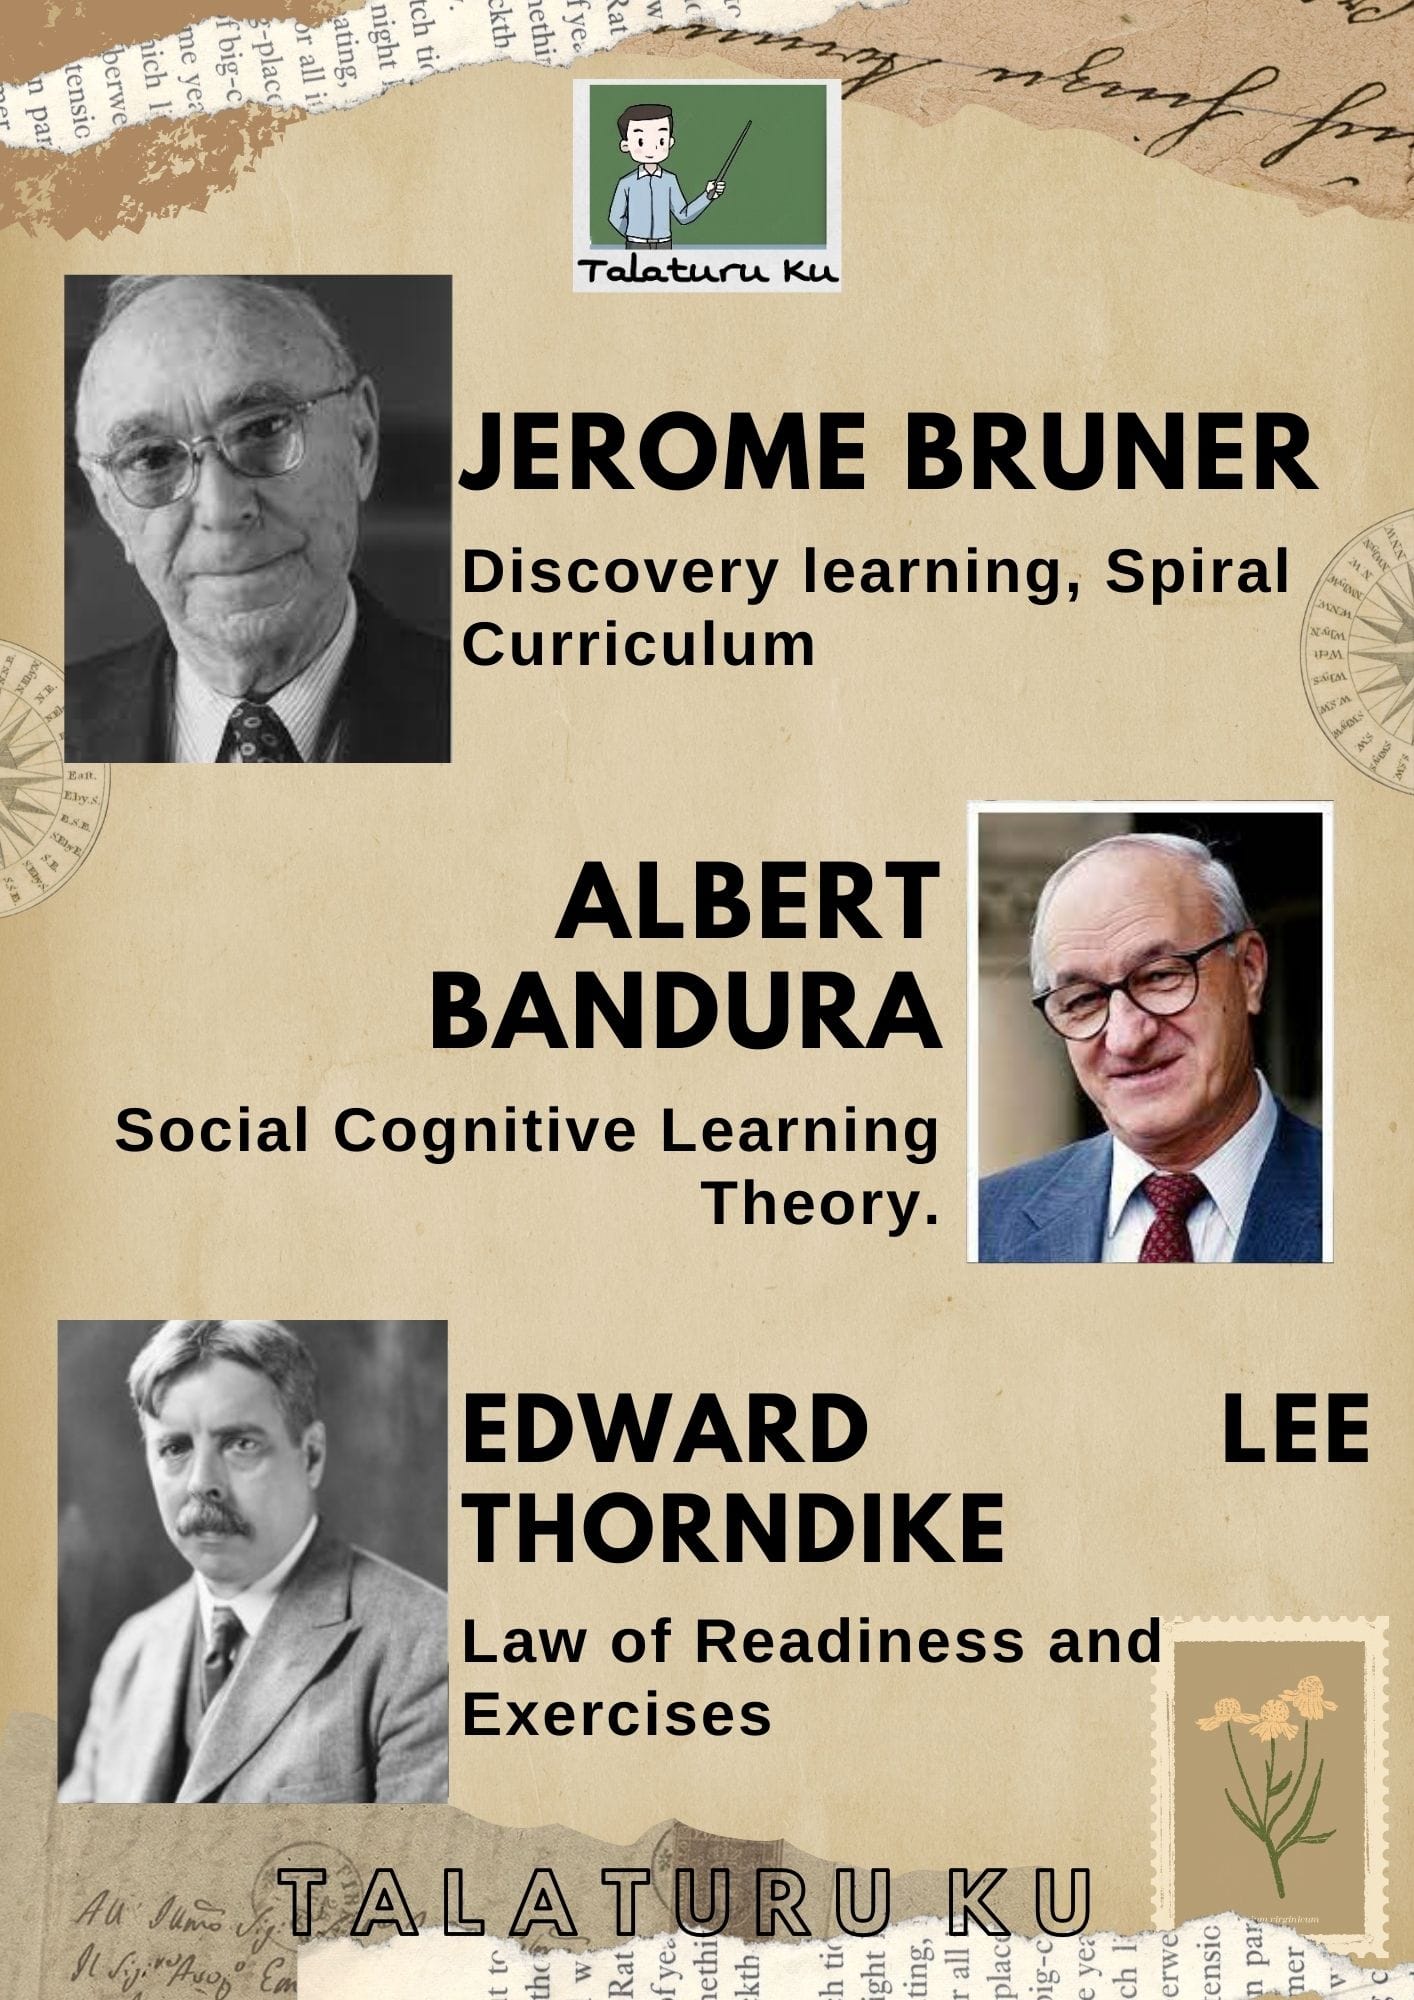 Talaturu Ku
JEROME BRUNER
Discovery learning, Spiral
Curriculum
ALBERT
BANDURA
Social Cognitive Learning
Theory.
EDWARD LEE
THORNDIKE
Law of Readiness and
Exercises
TALATURU KU